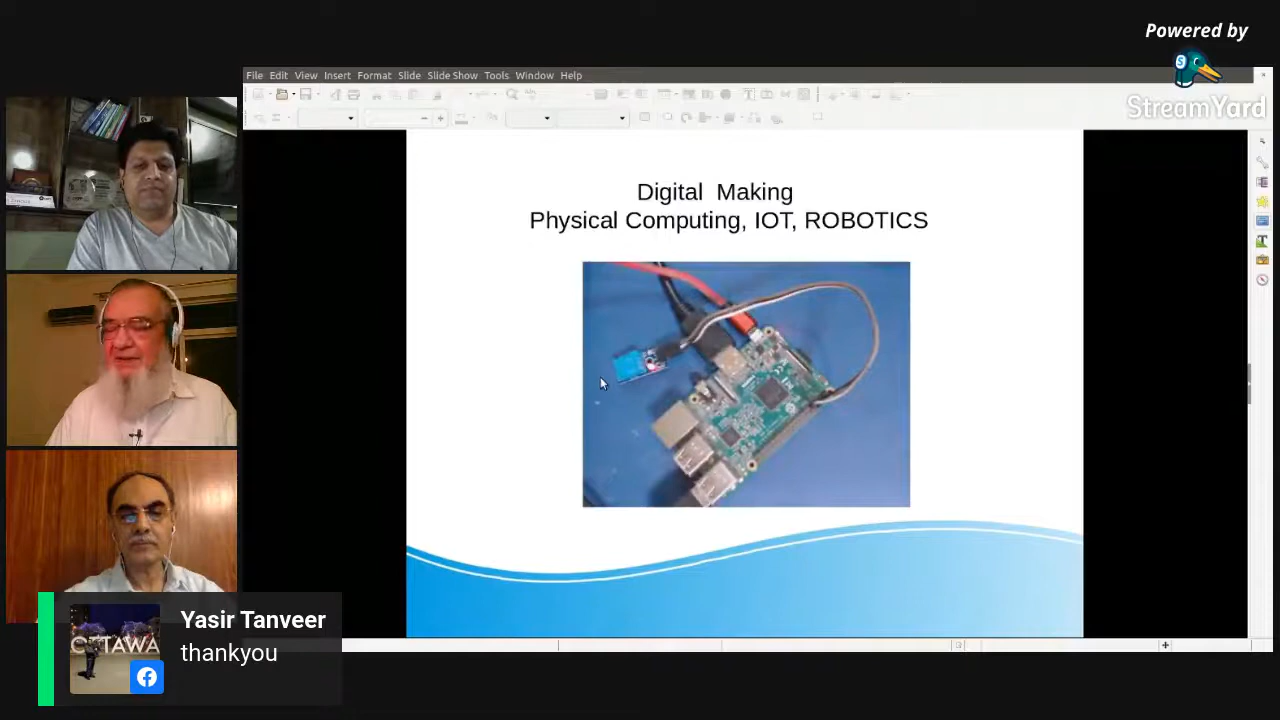 Powered by
StreamYard
File Edit View Insert Format Slide Slide Show Tools Window Help
Digital Making
Physical Computing, IOT, ROBOTICS
Yasir Tanveer
thankyou